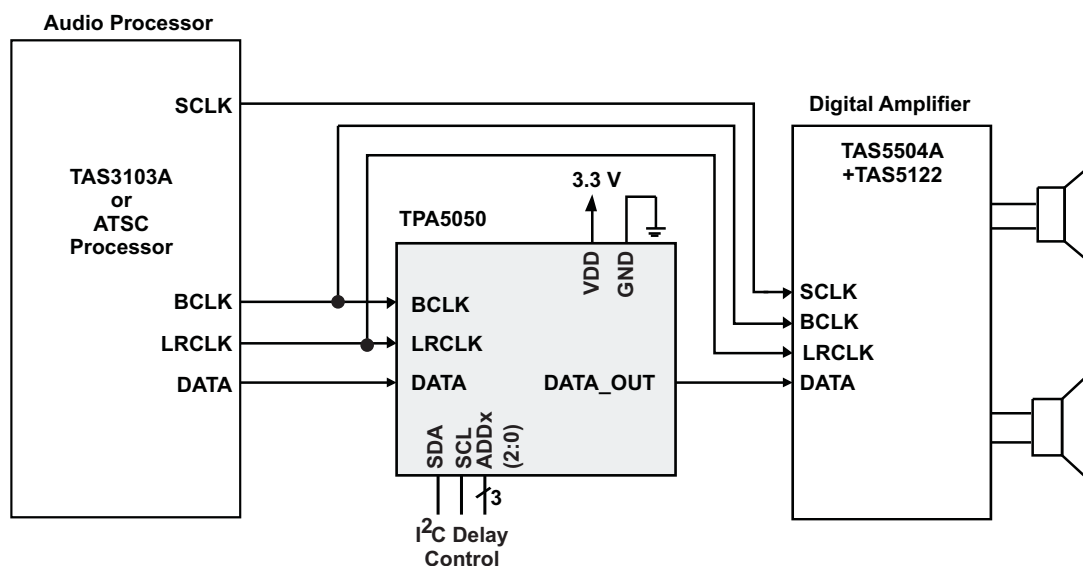 Audio Processor
SCLK
TAS3103A
or
ATSC
Processor
BCLK
LRCLK
DATA
TPA5050
3.3 V
VDD
GND
BCLK
LRCLK
DATA
DATA_OUT
SDA
SCL
ADDx
(2:0)
3
I²C Delay
Control
Digital Amplifier
TAS5504A
+TAS5122
SCLK
BCLK
LRCLK
DATA